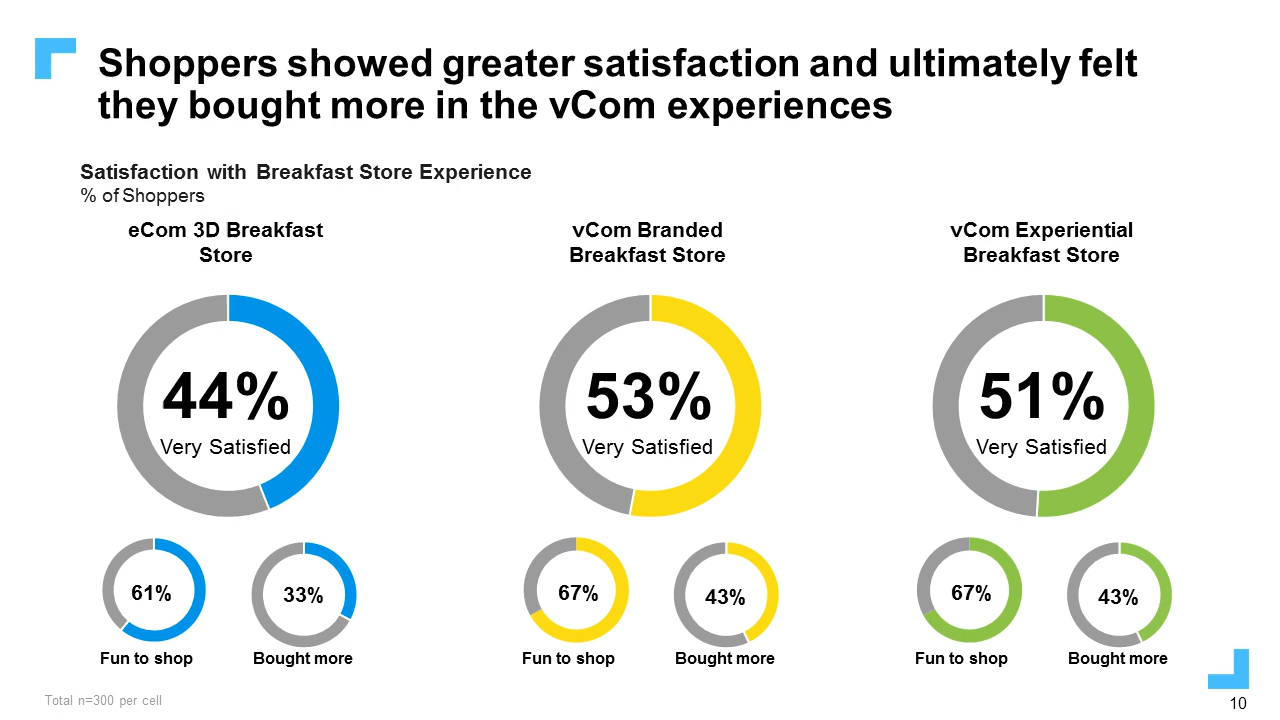 Shoppers showed greater satisfaction and ultimately felt
they bought more in the vCom experiences
Satisfaction with Breakfast Store Experience
% of Shoppers
eCom 3D Breakfast
Store
44%
Very Satisfied
61%
Fun to shop
33%
Bought more
vCom Branded
Breakfast Store
53%
Very Satisfied
67%
Fun to shop
43%
Bought more
vCom Experiential
Breakfast Store
51%
Very Satisfied
67%
Fun to shop
43%
Bought more
Total n=300 per cell
10